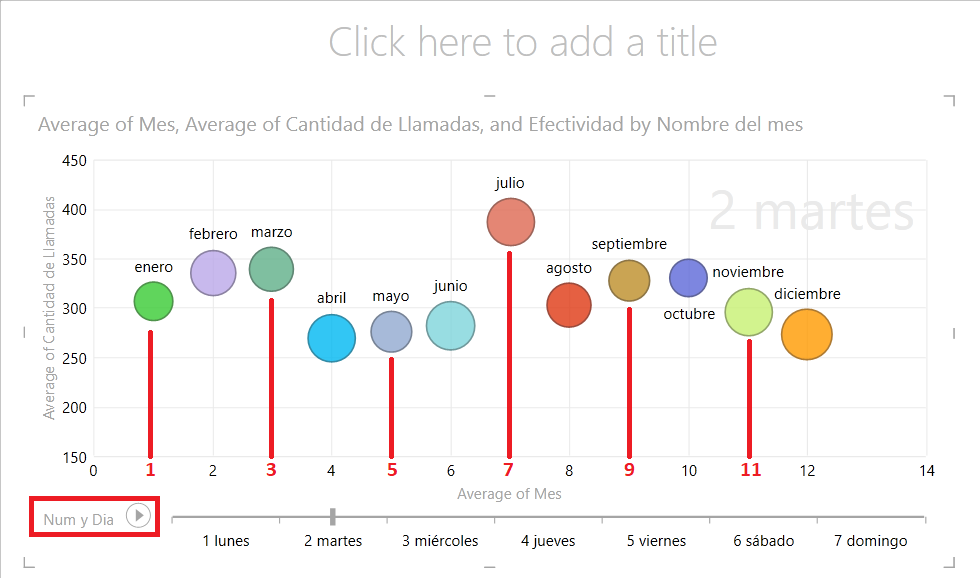 Click here to add a title
Average of Mes, Average of Cantidad de Llamadas, and Efectividad by Nombre del mes
Average of Cantidad de Llamadas
450
400
350
300
250
200
150
2 martes
julio
febrero
marzo
septiembre
enero
agosto
noviembre
abril
mayo
junio
octubre
diciembre
0
1
2
3
4
5
6
7
8
9
10
11
12
14
Average of Mes
Num y Dia
1 lunes
2 martes
3 miércoles
4 jueves
5 viernes
6 sábado
7 domingo